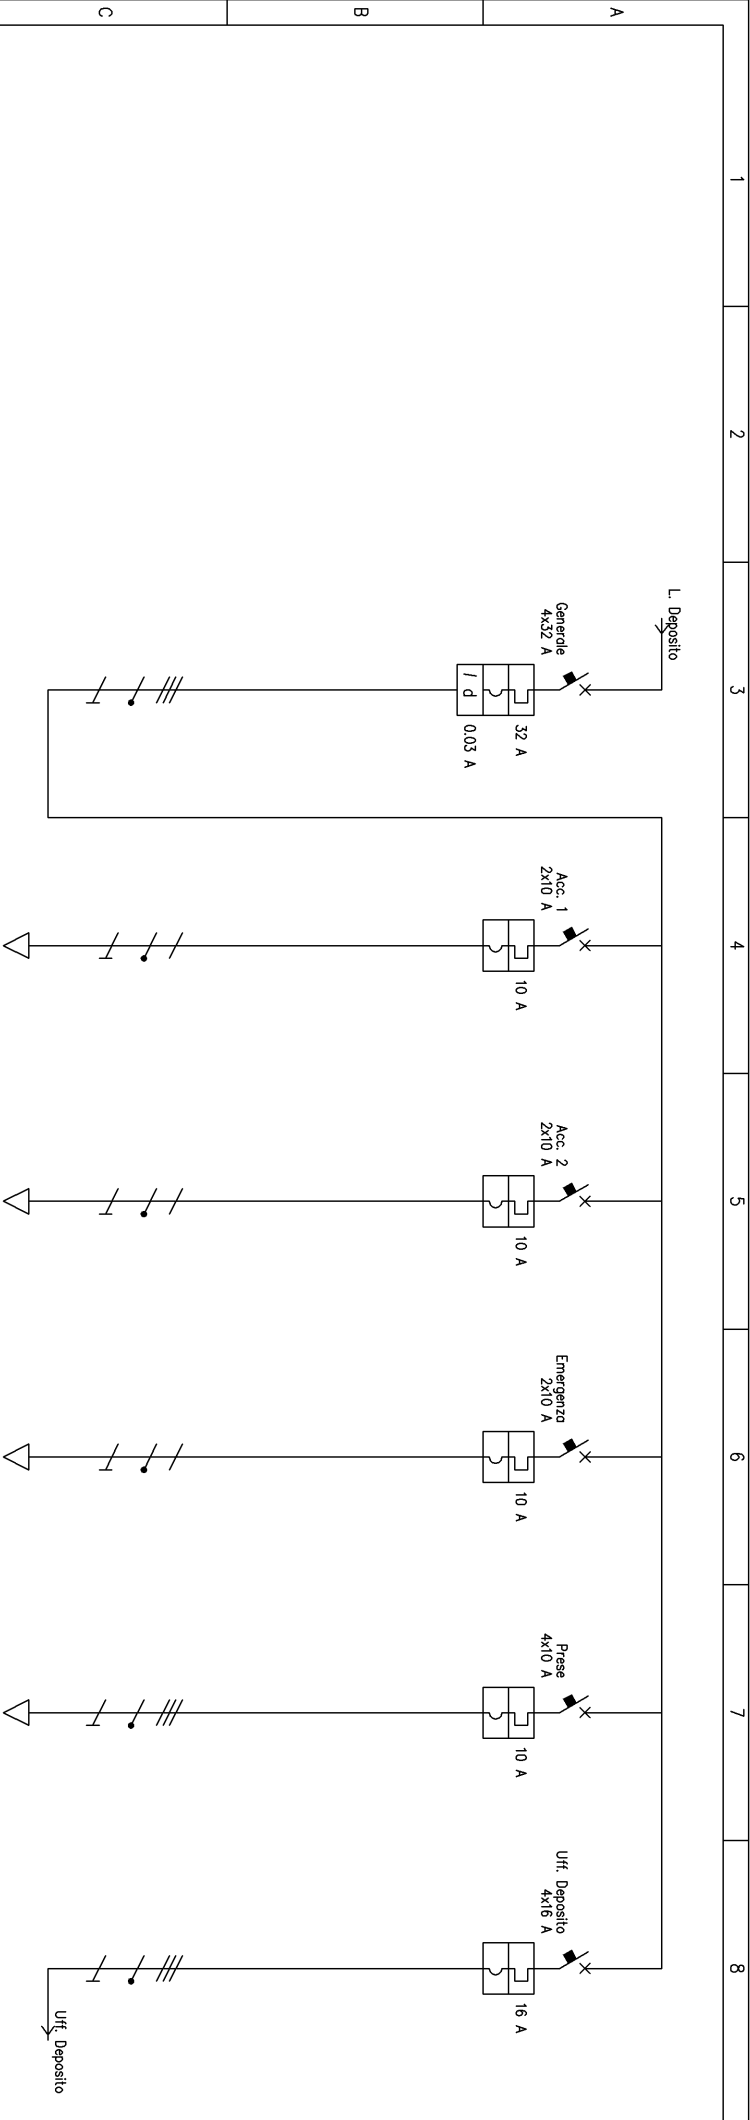 1
2
3
4
5
6
7
8
A
B
C
L. Deposito
Generale
4x32 A
32 A
I d
0.03 A
Acc. 1
2x10 A
10 A
Acc. 2
2x10 A
10 A
Emergenza
2x10 A
10 A
Prese
4x10 A
10 A
Uff. Deposito
4x16 A
16 A
Uff. Deposito